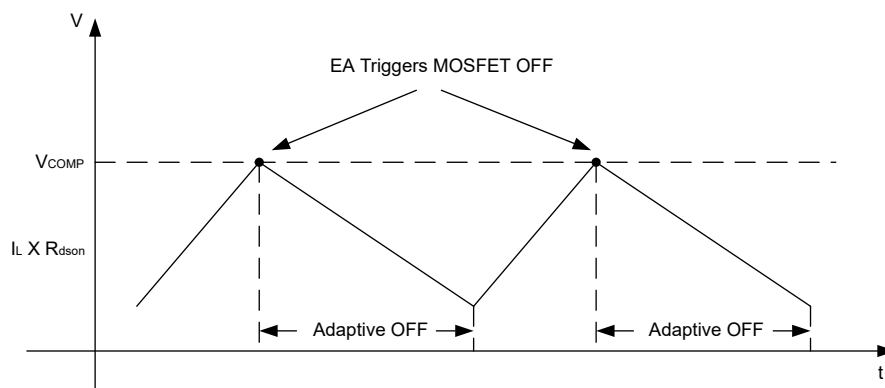 V
EA Triggers MOSFET OFF
VCOMP
IL X Rdson
Adaptive OFF
Adaptive OFF
t